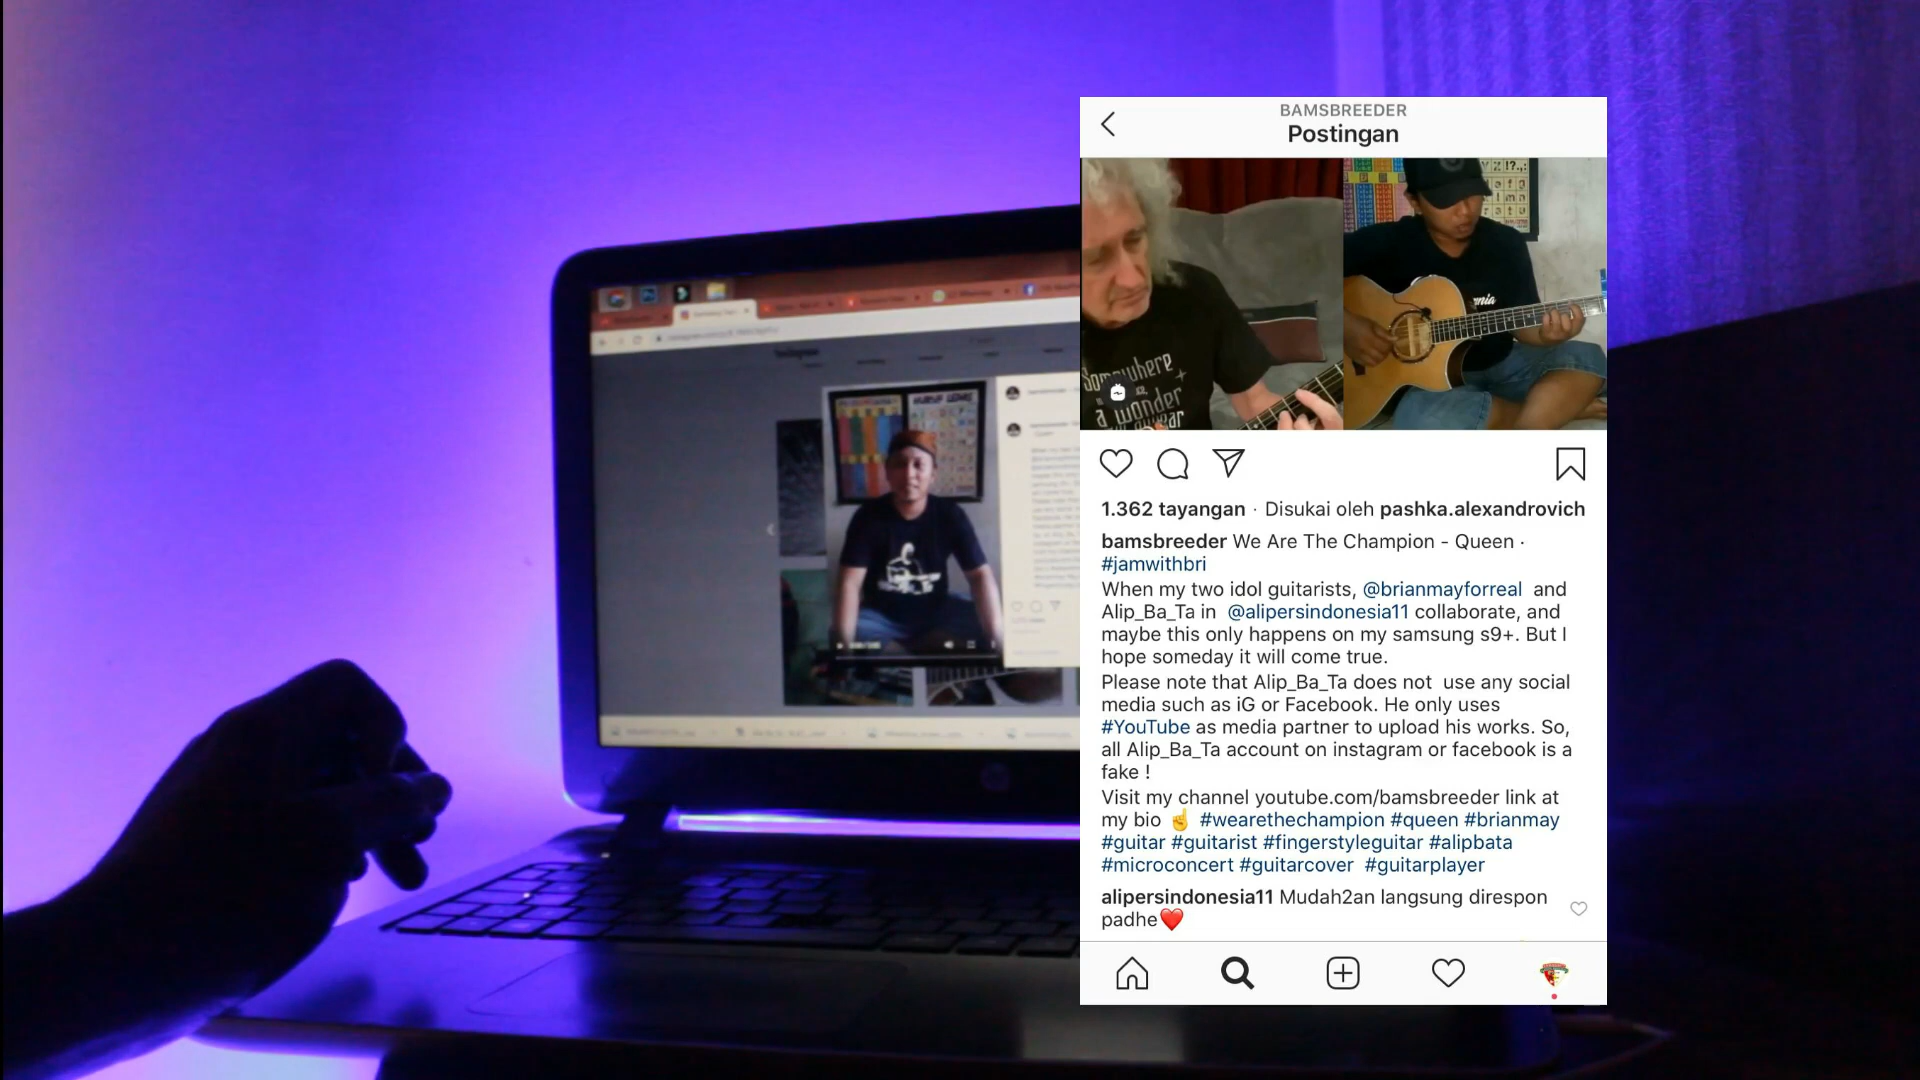 BAMSBREEDER
Postingan
Somewhere
a wonder
1.362 tayangan · Disukai oleh pashka.alexandrovich
bamsbreeder We Are The Champion - Queen ·
#jamwithbri
When my two idol guitarists, @brianmayforreal and
Alip_Ba_Ta in @alipersindonesia11 collaborate, and
maybe this only happens on my samsung s9+. But I
hope someday it will come true.
Please note that Alip_Ba_Ta does not use any social
media such as iG or Facebook. He only uses
#YouTube as media partner to upload his works. So,
all Alip_Ba_Ta account on instagram or facebook is a
fake !
Visit my channel youtube.com/bamsbreeder link at
my bio ☝️ #wearethechampion #queen #brianmay
#guitar #guitarist #fingerstyleguitar #alipbata
#microconcert #guitarcover #guitarplayer
alipersindonesia11 Mudah2an langsung direspon
padhe❤️